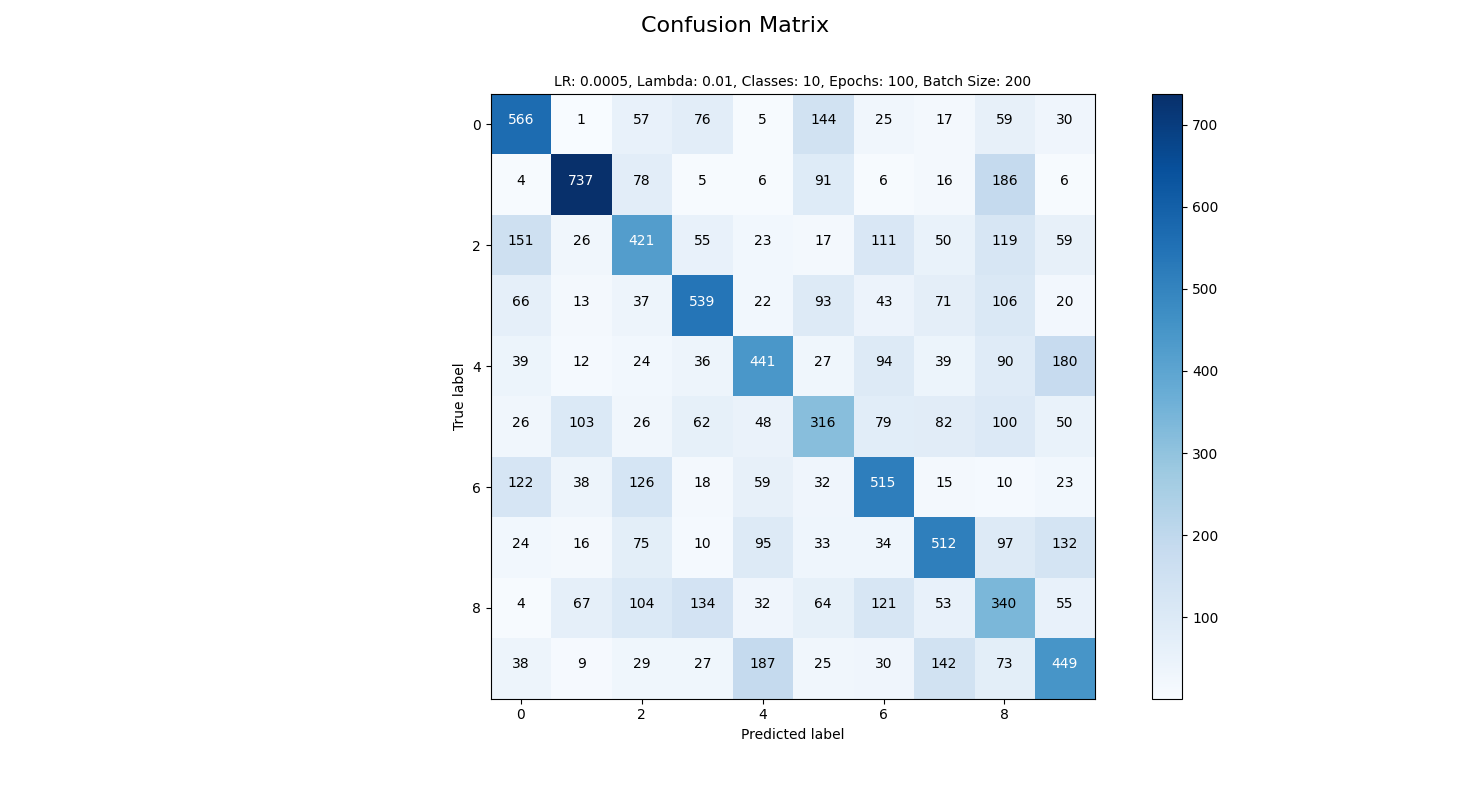 Confusion Matrix
LR: 0.0005, Lambda: 0.01, Classes: 10, Epochs: 100, Batch Size: 200
0 566 1 57 76 5 144 25 17 59 30
4 737 78 5 6 91 6 16 186 6
2 151 26 421 55 23 17 111 50 119 59
66 13 37 539 22 93 43 71 106 20
4 39 12 24 36 441 27 94 39 90 180
26 103 26 62 48 316 79 82 100 50
6 122 38 126 18 59 32 515 15 10 23
24 16 75 10 95 33 34 512 97 132
8 4 67 104 134 32 64 121 53 340 55
38 9 29 27 187 25 30 142 73 449
True label
0 2 4 6 8
Predicted label
700
600
500
400
300
200
100